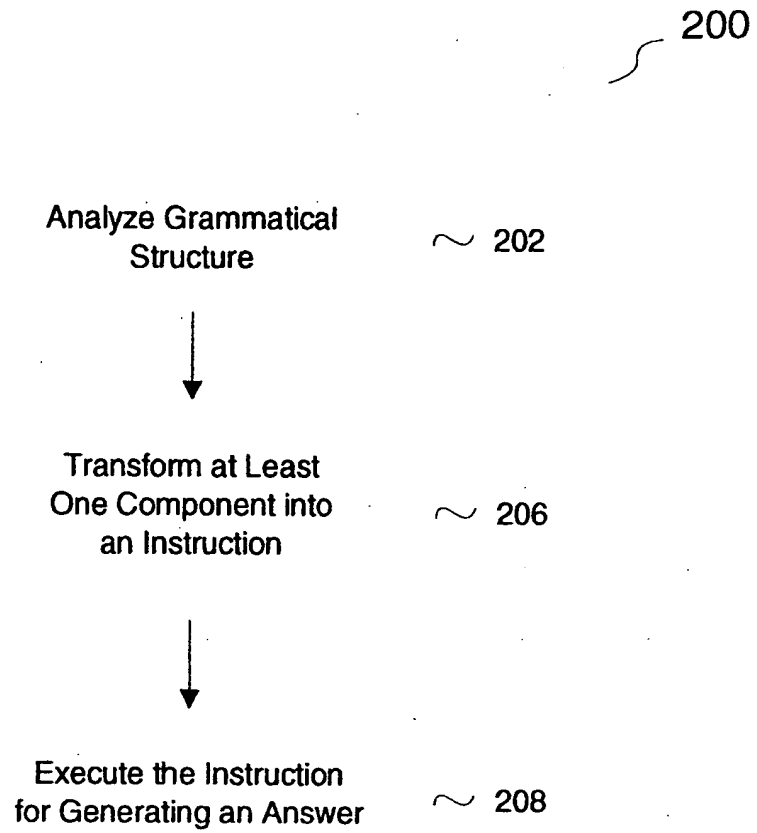 200
Analyze Grammatical
Structure
202
Transform at Least
One Component into
an Instruction
206
Execute the Instruction
for Generating an Answer
208